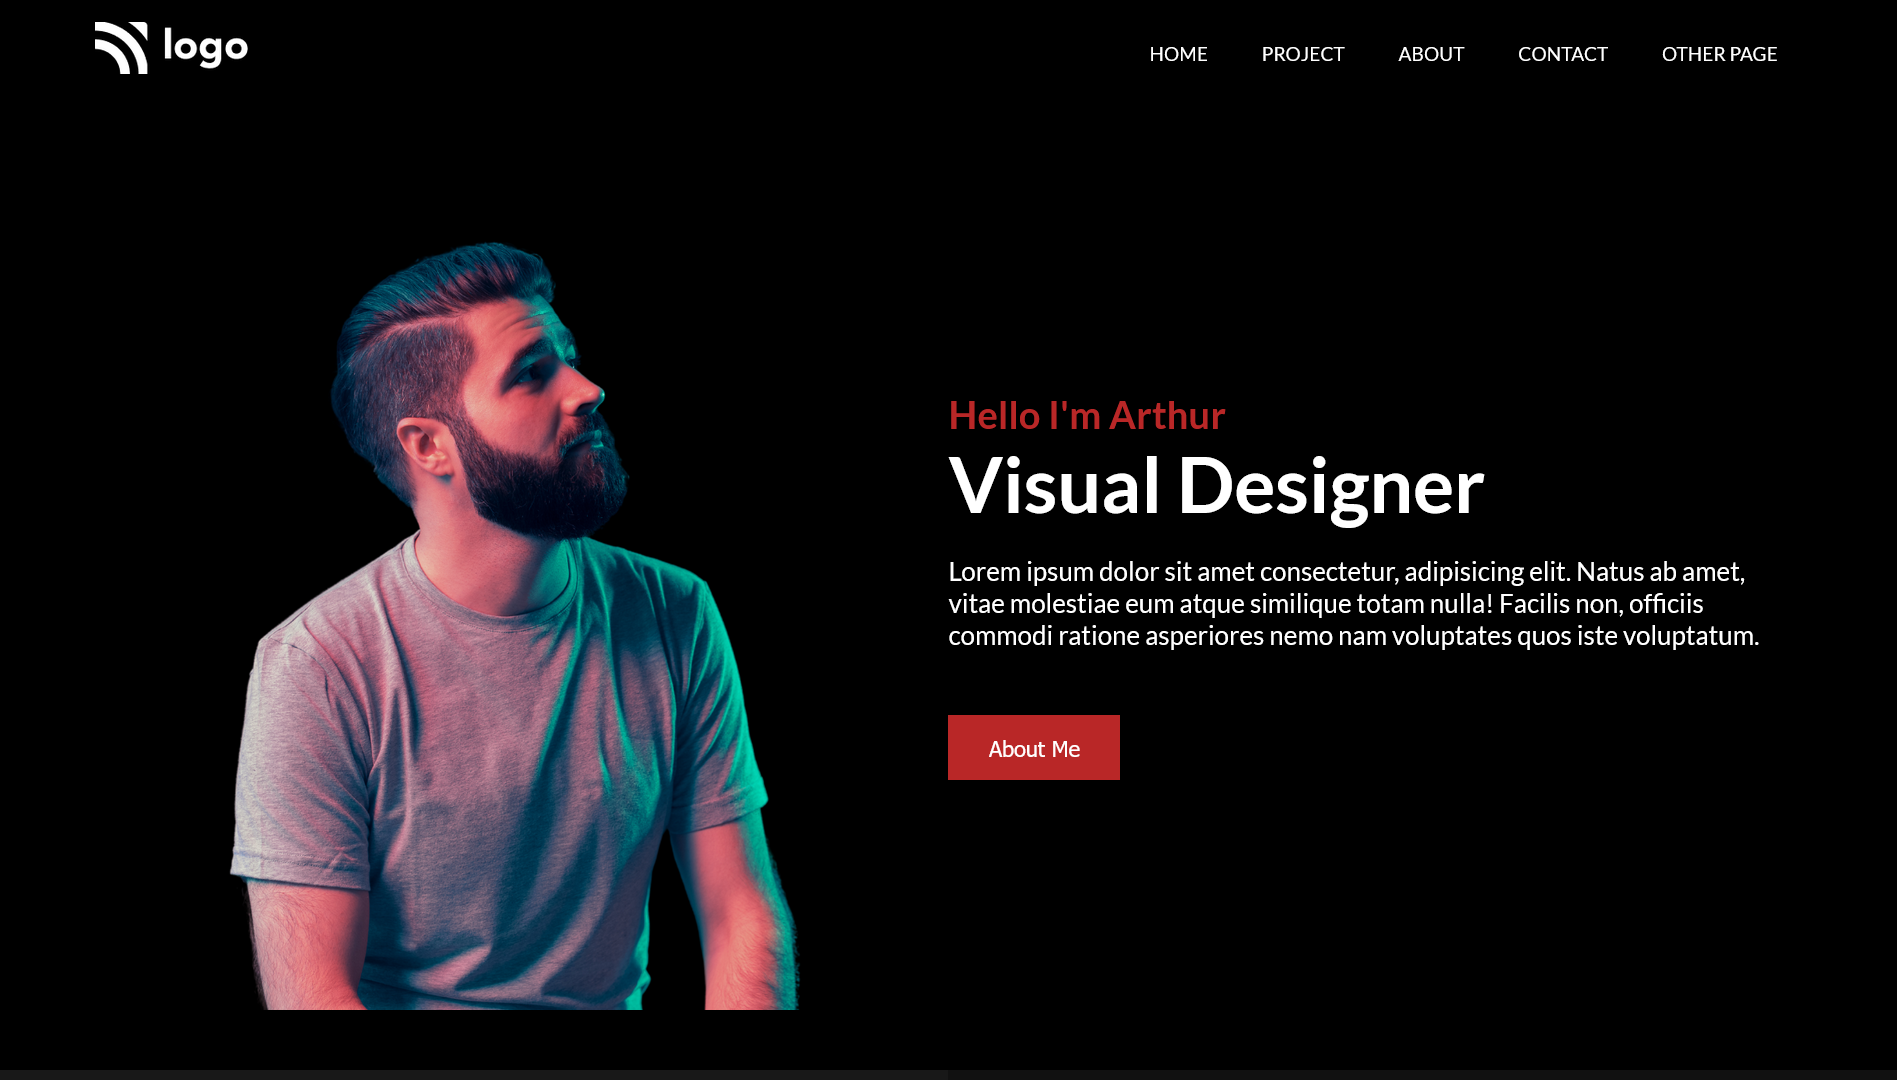 logo
HOME PROJECT ABOUT CONTACT OTHER PAGE
Hello I'm Arthur
Visual Designer
Lorem ipsum dolor sit amet consectetur, adipisicing elit. Natus ab amet,
vitae molestiae eum atque similique totam nulla! Facilis non, officiis
commodi ratione asperiores nemo nam voluptates quos iste voluptatum.
About Me